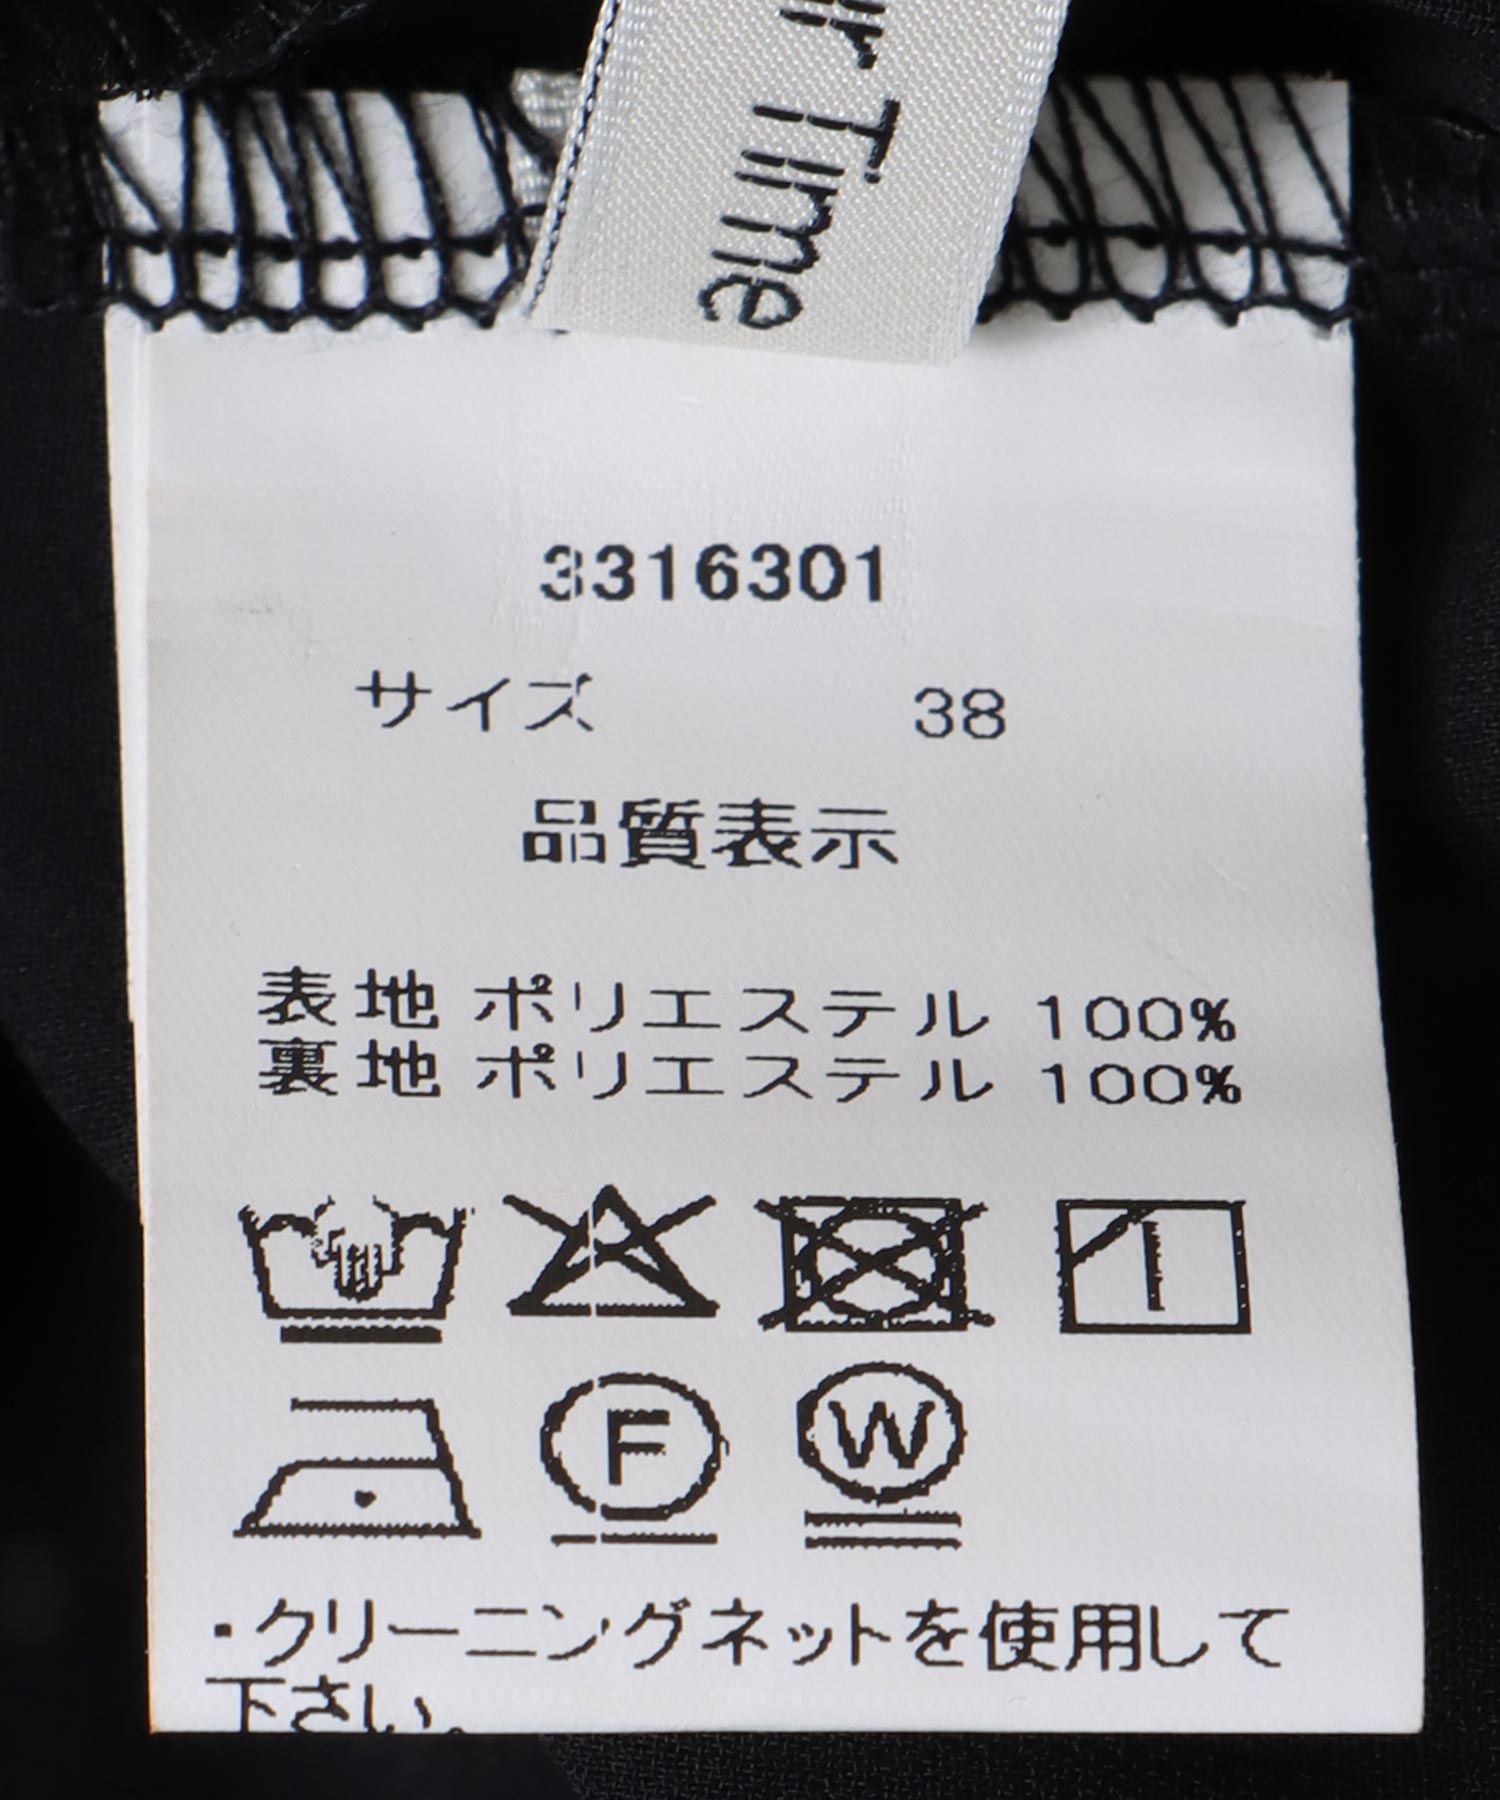 Time
3316301
サイズ 38
品質表示
表地 ポリエステル 100%
裏地 ポリエステル 100%
F W
・クリーニングネットを使用して
下さい。